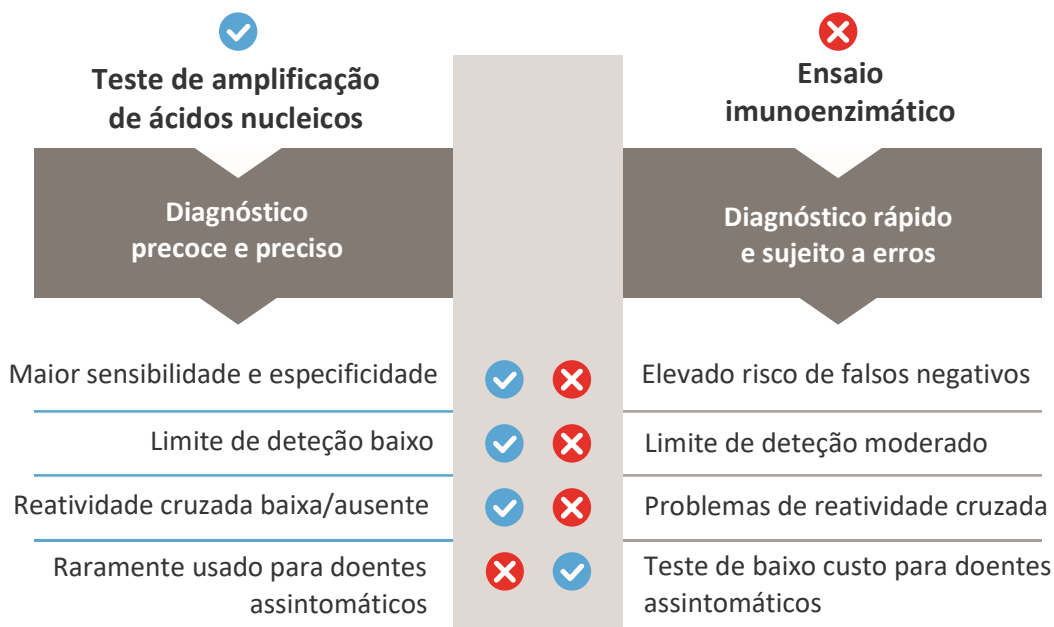 Teste de amplificação
de ácidos nucleicos
Ensaio
imunoenzimático
Diagnóstico
precoce e preciso
Diagnóstico rápido
e sujeito a erros
Maior sensibilidade e especificidade
Elevado risco de falsos negativos
Limite de deteção baixo
Limite de deteção moderado
Reatividade cruzada baixa/ausente
Problemas de reatividade cruzada
Raramente usado para doentes
assintomáticos
Teste de baixo custo para doentes
assintomáticos